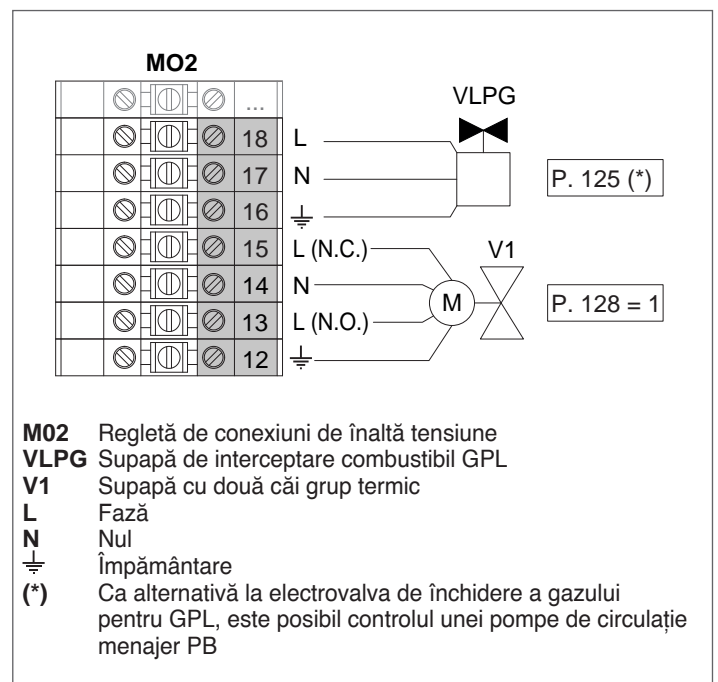 MO2
...
VLPG
18 L
17 N
P. 125 (*)
16 ⏚
15 L (N.C.)
V1
14 N
M
P. 128 = 1
13 L (N.O.)
12 ⏚
M02 Regletă de conexiuni de înaltă tensiune
VLPG Supapă de interceptare combustibil GPL
V1 Supapă cu două căi grup termic
L Fază
N Nul
⏚ Împământare
(*) Ca alternativă la electrovalva de închidere a gazului
pentru GPL, este posibil controlul unei pompe de circulație
menajer PB